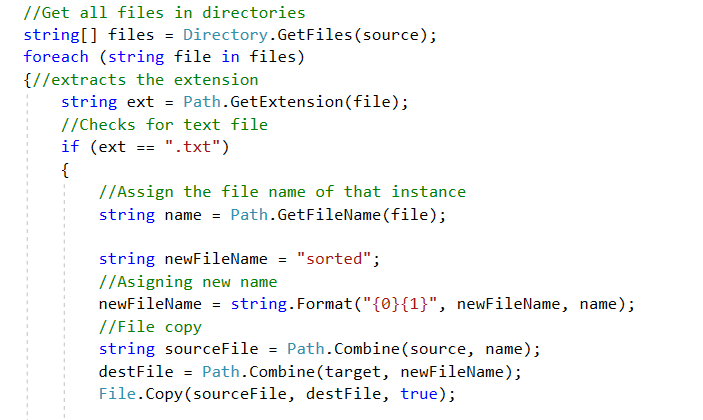 //Get all files in directories
string[] files = Directory.GetFiles(source);
foreach (string file in files)
{//extracts the extension
string ext = Path.GetExtension(file);
//Checks for text file
if (ext == ".txt")
{
//Assign the file name of that instance
string name = Path.GetFileName(file);
string newFileName = "sorted";
//Asigning new name
newFileName = string.Format("{0}{1}", newFileName, name);
//File copy
string sourceFile = Path.Combine(source, name);
destFile = Path.Combine(target, newFileName);
File.Copy(sourceFile, destFile, true);